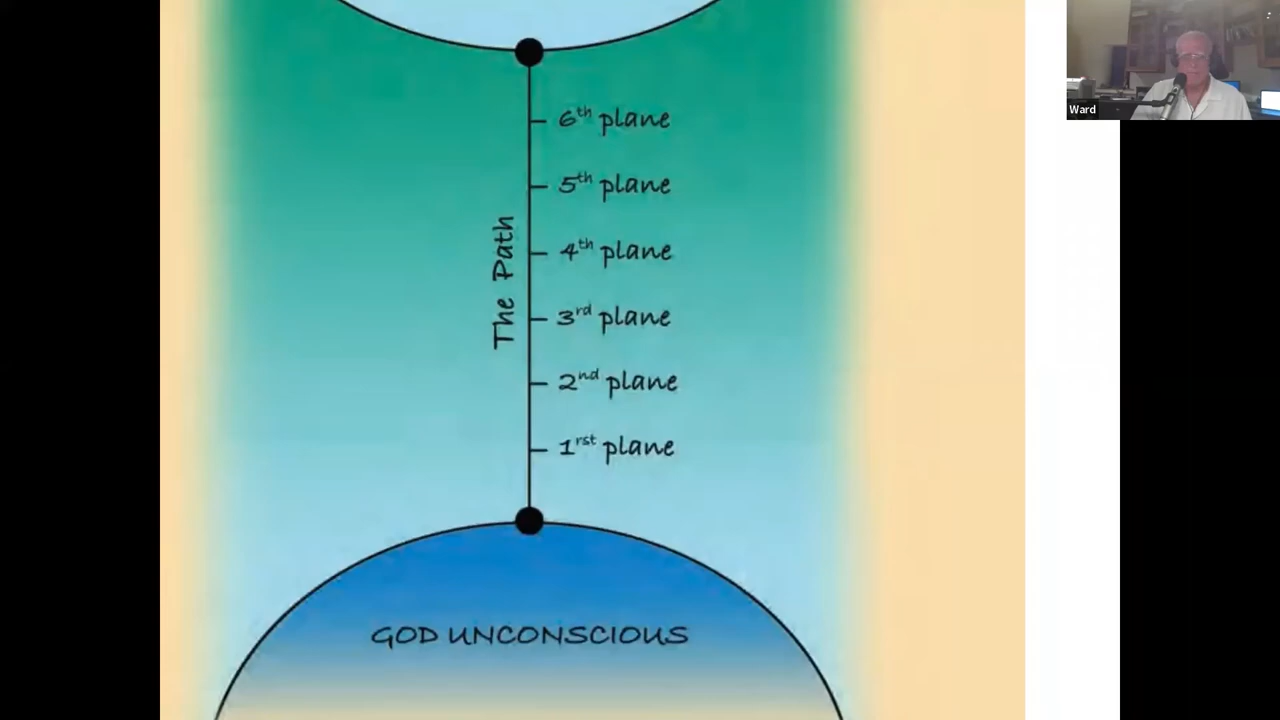 6th plane
5th plane
4th plane
3rd plane
2nd plane
1rst plane
The Path
GOD UNCONSCIOUS
Ward